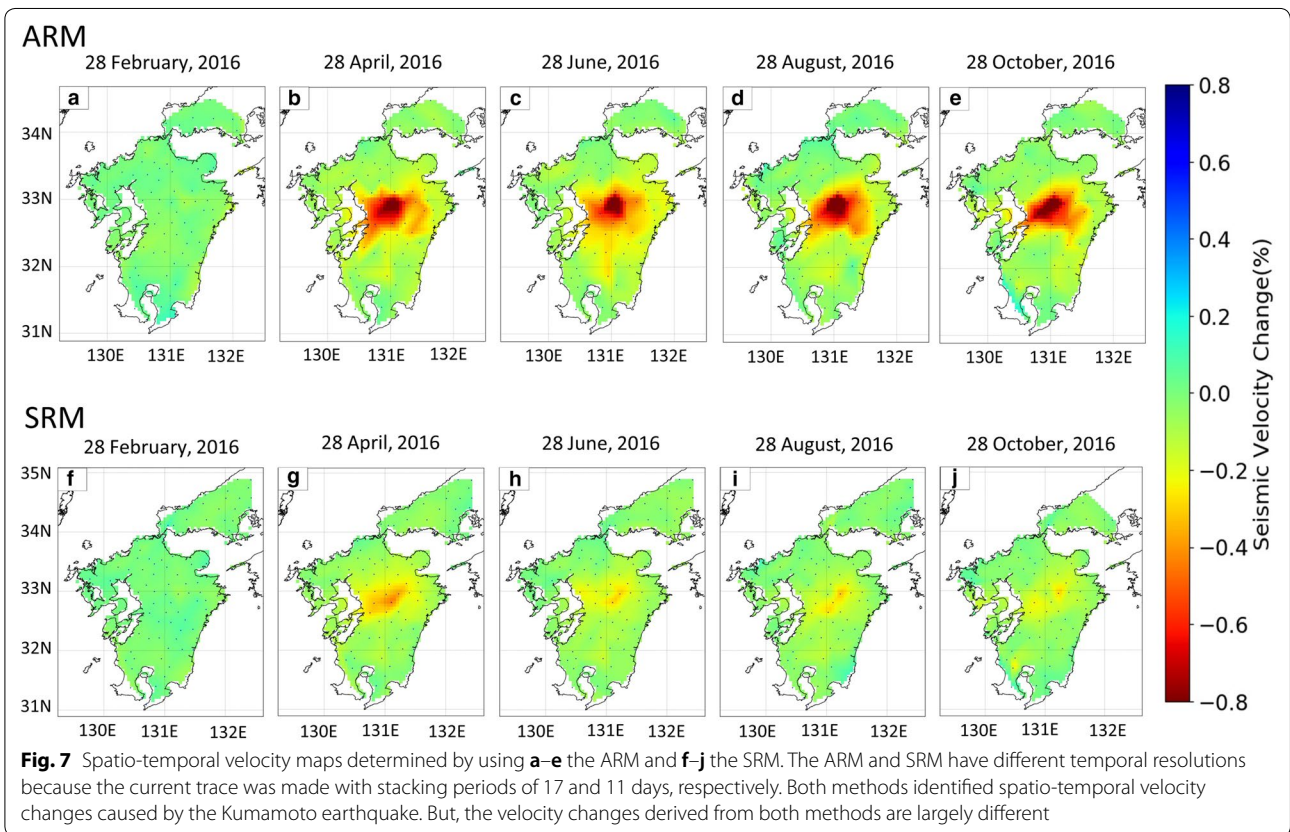 ARM
28 February, 2016 28 April, 2016 28 June, 2016 28 August, 2016 28 October, 2016
a b c d e
34N
33N
32N
31N
130E 131E 132E 130E 131E 132E 130E 131E 132E 130E 131E 132E 130E 131E 132E
SRM
28 February, 2016 28 April, 2016 28 June, 2016 28 August, 2016 28 October, 2016
f g h i j
35N
34N
33N
32N
31N
130E 131E 132E 130E 131E 132E 130E 131E 132E 130E 131E 132E 130E 131E 132E
0.8
0.6
0.4
0.2
0.0
−0.2
−0.4
−0.6
−0.8
Seismic Velocity Change(%)
Fig. 7 Spatio-temporal velocity maps determined by using a–e the ARM and f–j the SRM. The ARM and SRM have different temporal resolutions
because the current trace was made with stacking periods of 17 and 11 days, respectively. Both methods identified spatio-temporal velocity
changes caused by the Kumamoto earthquake. But, the velocity changes derived from both methods are largely different